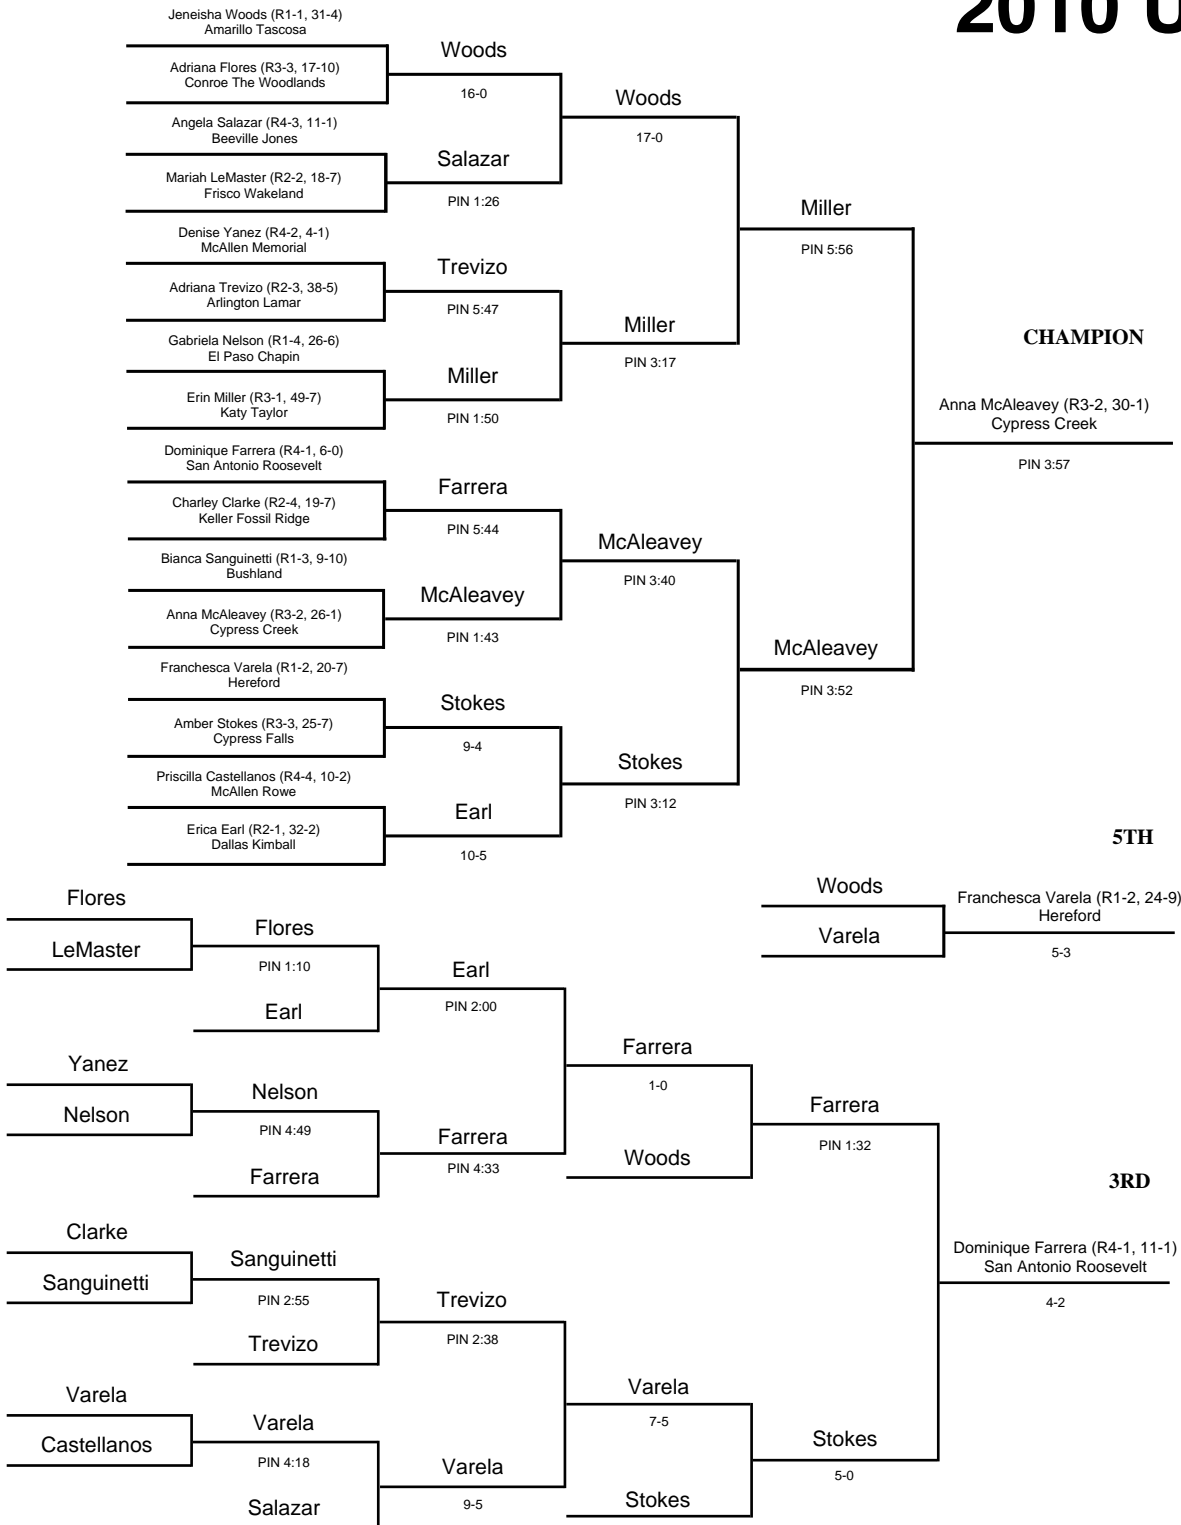 2010 U
Jeneisha Woods (R1-1, 31-4)
Amarillo Tascosa
Adriana Flores (R3-3, 17-10)
Conroe The Woodlands
Angela Salazar (R4-3, 11-1)
Beeville Jones
Mariah LeMaster (R2-2, 18-7)
Frisco Wakeland
Denise Yanez (R4-2, 4-1)
McAllen Memorial
Adriana Trevizo (R2-3, 38-5)
Arlington Lamar
Gabriela Nelson (R1-4, 26-6)
El Paso Chapin
Erin Miller (R3-1, 49-7)
Katy Taylor
Dominique Farrera (R4-1, 6-0)
San Antonio Roosevelt
Charley Clarke (R2-4, 19-7)
Keller Fossil Ridge
Bianca Sanguinetti (R1-3, 9-10)
Bushland
Anna McAleavey (R3-2, 26-1)
Cypress Creek
Franchesca Varela (R1-2, 20-7)
Hereford
Amber Stokes (R3-3, 25-7)
Cypress Falls
Priscilla Castellanos (R4-4, 10-2)
McAllen Rowe
Erica Earl (R2-1, 32-2)
Dallas Kimball
Woods
16-0
Salazar
PIN 1:26
Trevizo
PIN 5:47
Miller
PIN 1:50
Farrera
PIN 5:44
McAleavey
PIN 1:43
Stokes
9-4
Earl
10-5
Woods
17-0
Miller
PIN 3:17
McAleavey
PIN 3:40
Stokes
PIN 3:12
Miller
PIN 5:56
McAleavey
PIN 3:52
CHAMPION
Anna McAleavey (R3-2, 30-1)
Cypress Creek
PIN 3:57
5TH
Woods
Varela
Franchesca Varela (R1-2, 24-9)
Hereford
5-3
Flores
LeMaster
Yanez
Nelson
Clarke
Sanguinetti
Varela
Castellanos
Flores
PIN 1:10
Earl
Nelson
PIN 4:49
Farrera
Sanguinetti
PIN 2:55
Trevizo
Varela
PIN 4:18
Salazar
Earl
PIN 2:00
Farrera
PIN 4:33
Trevizo
PIN 2:38
Varela
9-5
Farrera
1-0
Woods
Varela
7-5
Stokes
Farrera
PIN 1:32
Stokes
5-0
3RD
Dominique Farrera (R4-1, 11-1)
San Antonio Roosevelt
4-2